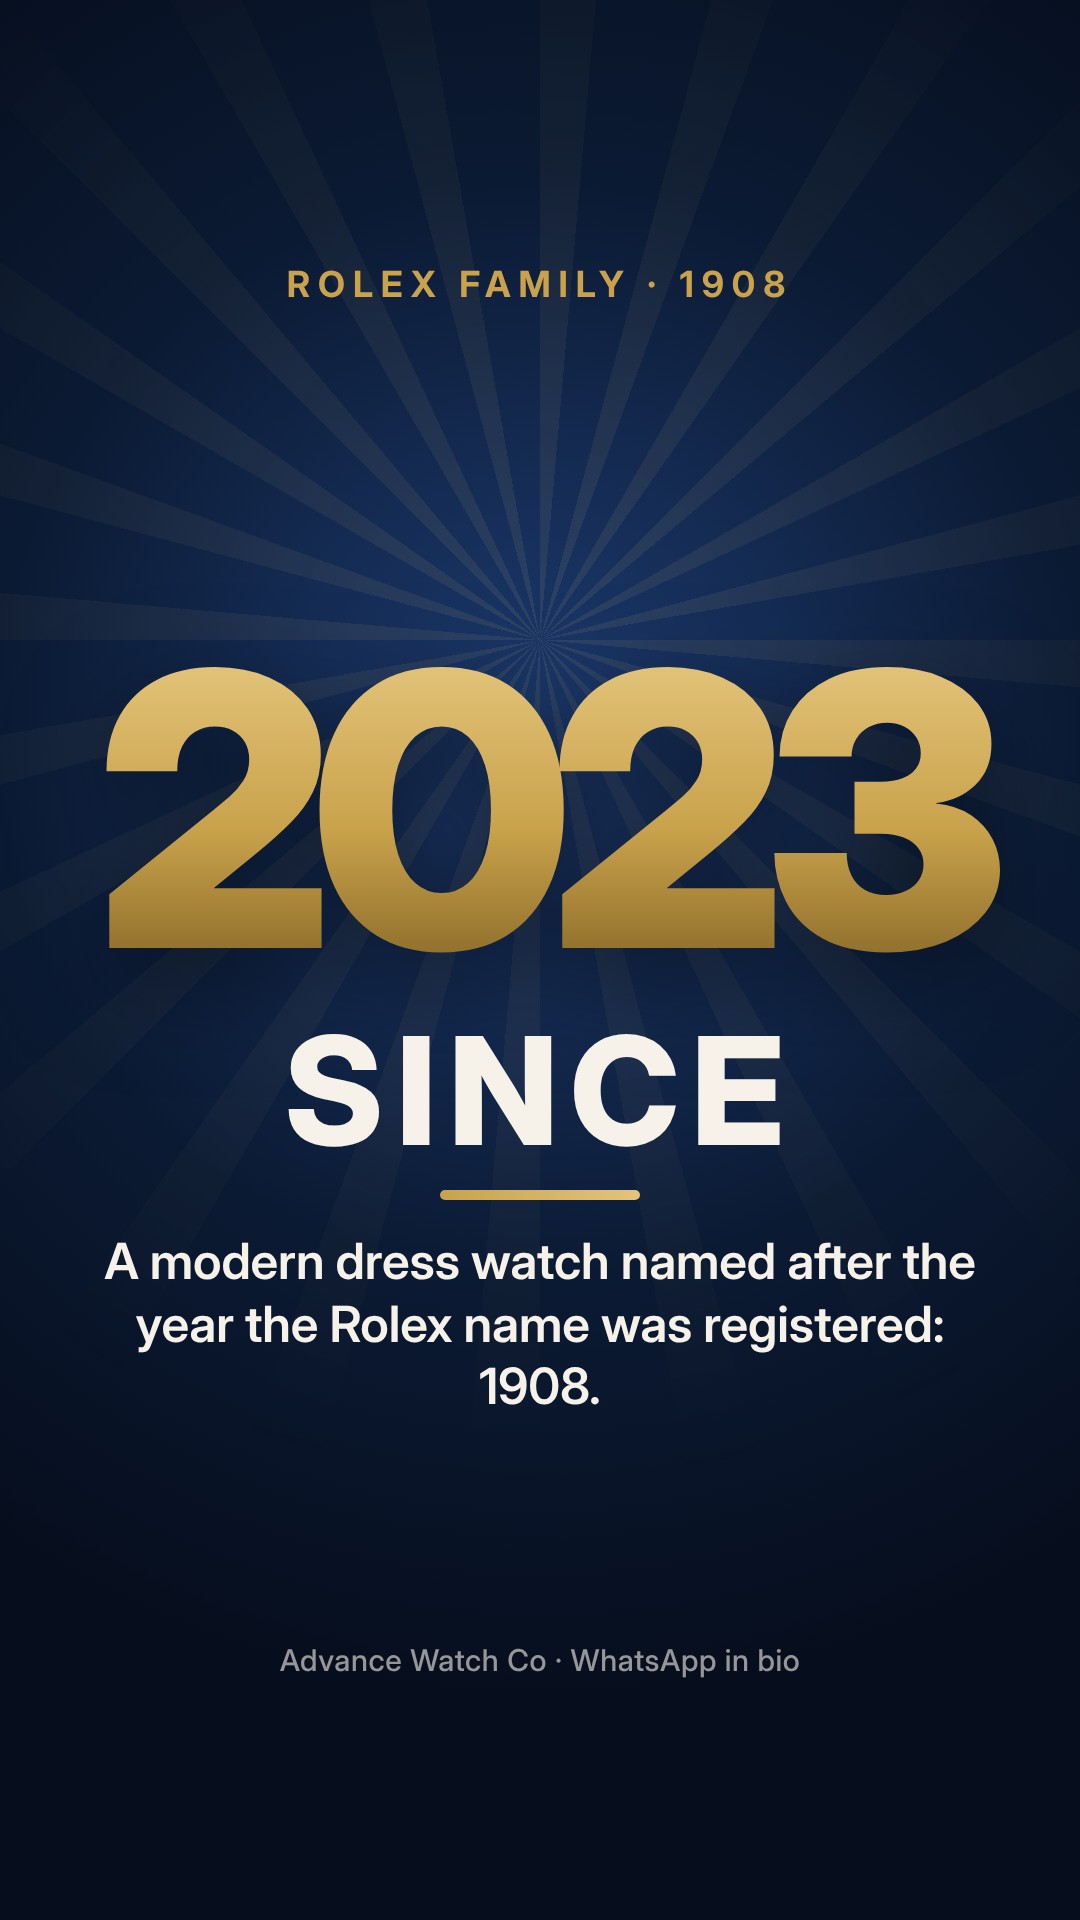 ROLEX FAMILY · 1908
2023
SINCE
A modern dress watch named after the
year the Rolex name was registered:
1908.
Advance Watch Co · WhatsApp in bio